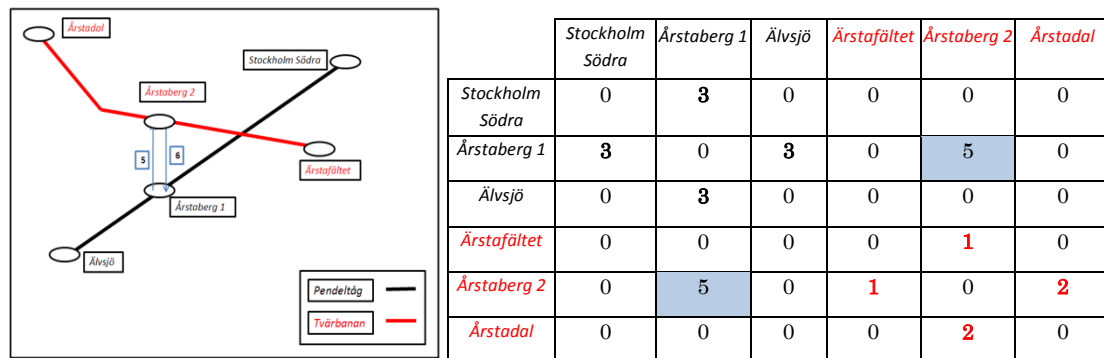 Årstadal
Stockholm Södra
Årstaberg 2
5
6
Ärstafältet
Årstaberg 1
Älvsjö
Pendeltåg
Tvärbanan
Stockholm Södra Årstaberg 1 Älvsjö Ärstafältet Årstaberg 2 Årstadal
Stockholm Södra 0 3 0 0 0 0
Årstaberg 1 3 0 3 0 5 0
Älvsjö 0 3 0 0 0 0
Ärstafältet 0 0 0 0 1 0
Årstaberg 2 0 5 0 1 0 2
Årstadal 0 0 0 0 2 0